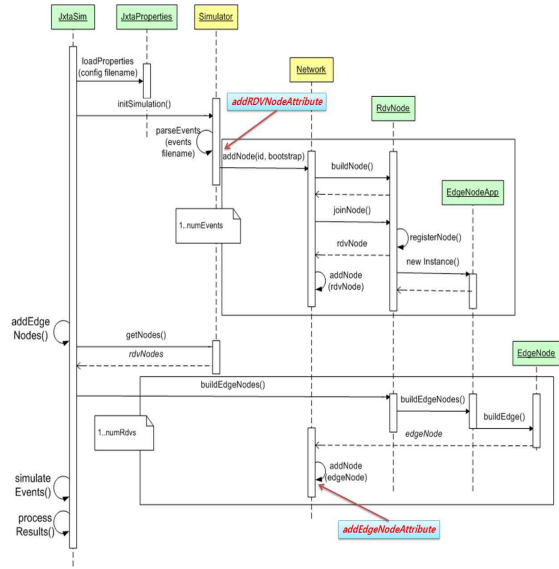 JxtaSim
JxtaProperties
Simulator
Network
RdvNode
EdgeNodeApp
EdgeNode
loadProperties
(config filename)
initSimulation()
parseEvents
(events
filename)
addRDVNodeAttribute
addNode(id, bootstrap)
buildNode()
joinNode()
registerNode()
rdvNode
new Instance()
addNode
(rdvNode)
1..numEvents
addEdge
Nodes()
getNodes()
rdvNodes
buildEdgeNodes()
buildEdgeNodes()
buildEdge()
1..numRdvs
edgeNode
addNode
(edgeNode)
simulate
Events()
process
Results()
addEdgeNodeAttribute